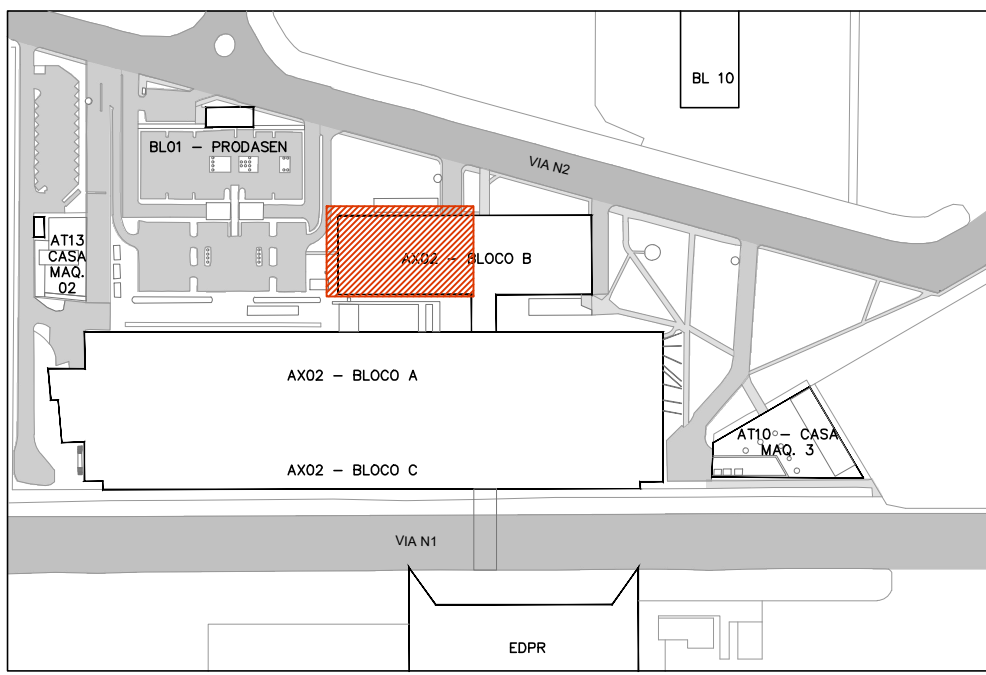 BL 10
BL01 – PRODASEN
VIA N2
AT13
CASA
MAQ.
02
AX02 – BLOCO B
AX02 – BLOCO A
AT10 – CASA
MAQ. 3
AX02 – BLOCO C
VIA N1
EDPR